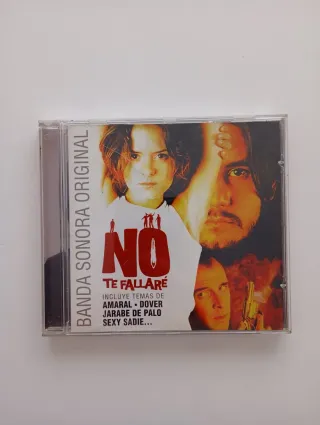 BANDA SONORA ORIGINAL
NO
TE FALLARÉ
INCLUYE TEMAS DE
AMARAL • DOVER
JARABE DE PALO
SEXY SADIE...